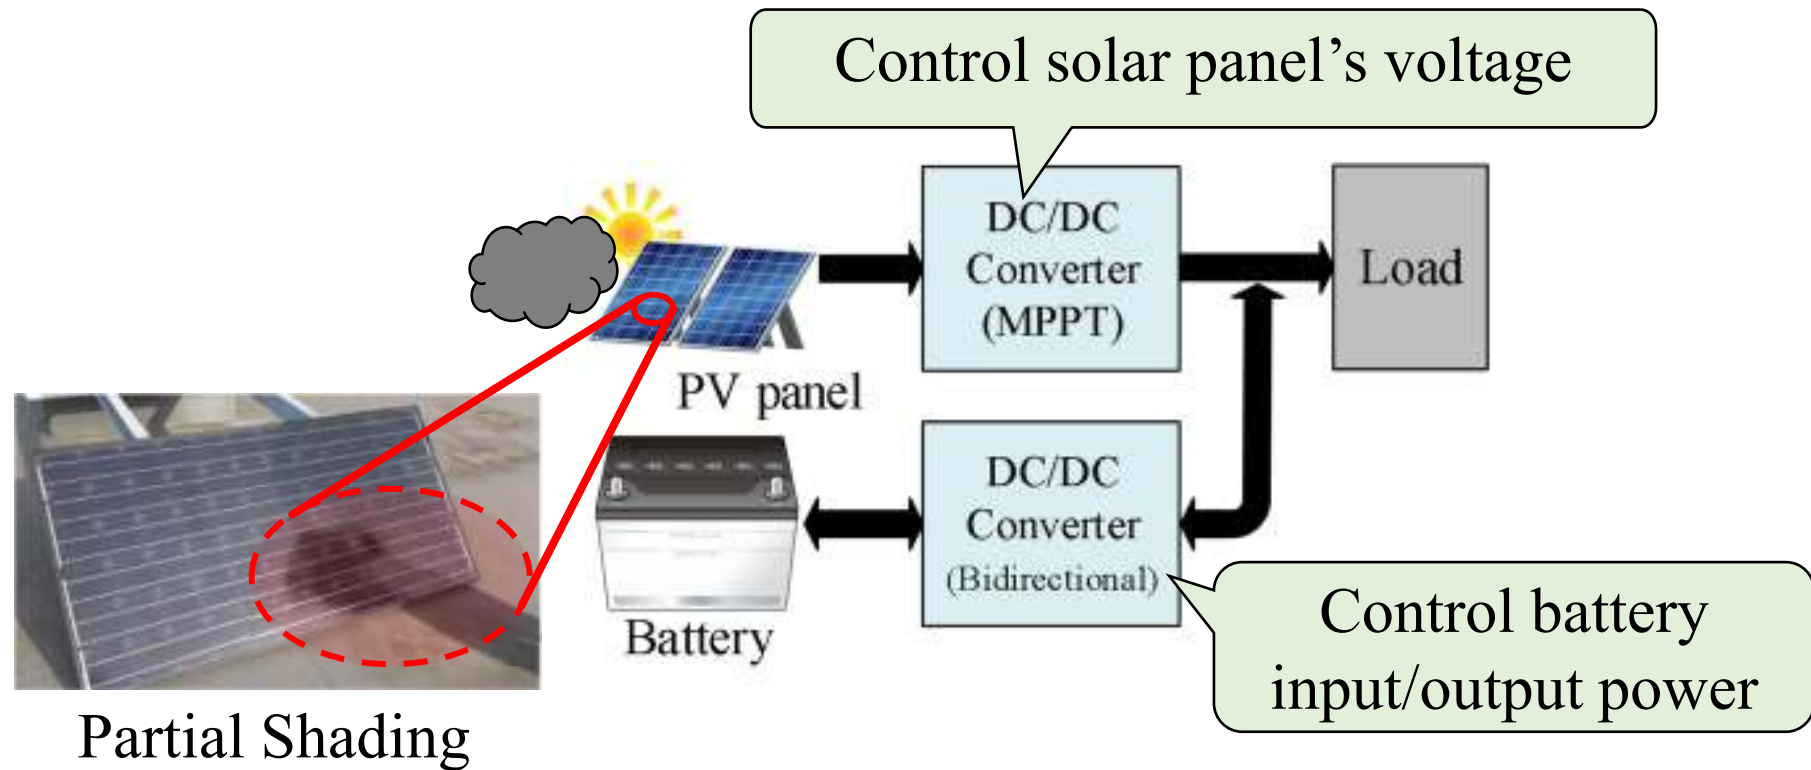 Control solar panel’s voltage
DC/DC
Converter
(MPPT)
Load
PV panel
DC/DC
Converter
(Bidirectional)
Battery
Control battery
input/output power
Partial Shading